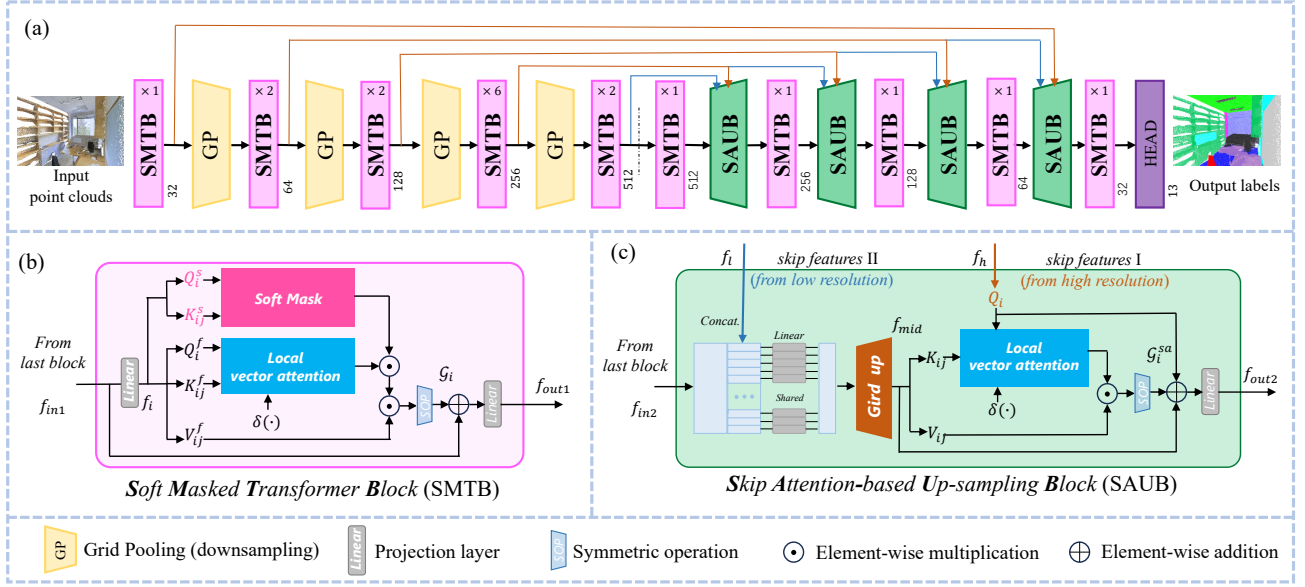 (a)
Input
point clouds
× 1
SMTB
32
GP
× 2
SMTB
64
GP
× 2
SMTB
128
GP
× 6
SMTB
256
GP
× 2
SMTB
512
× 1
SMTB
512
SAUB
× 1
SMTB
256
SAUB
× 1
SMTB
128
SAUB
× 1
SMTB
64
SAUB
× 1
SMTB
32
HEAD
13
Output labels
(b)
From
last block
f_in1
Linear
f_i
Q_i^s
K_ij^s
Soft Mask
Q_i^f
K_ij^f
Local
vector attention
δ(·)
V_ij^f
SOP
G_i
Linear
f_out1
Soft Masked Transformer Block (SMTB)
(c)
f_l
skip features II
(from low resolution)
f_h
skip features I
(from high resolution)
From
last block
f_in2
Concat.
Linear
Shared
Gird up
f_mid
Q_i
K_ij
Local
vector attention
δ(·)
V_ij
SOP
G_i^sa
Linear
f_out2
Skip Attention-based Up-sampling Block (SAUB)
GP Grid Pooling (downsampling)
Linear Projection layer
SOP Symmetric operation
Element-wise multiplication
Element-wise addition